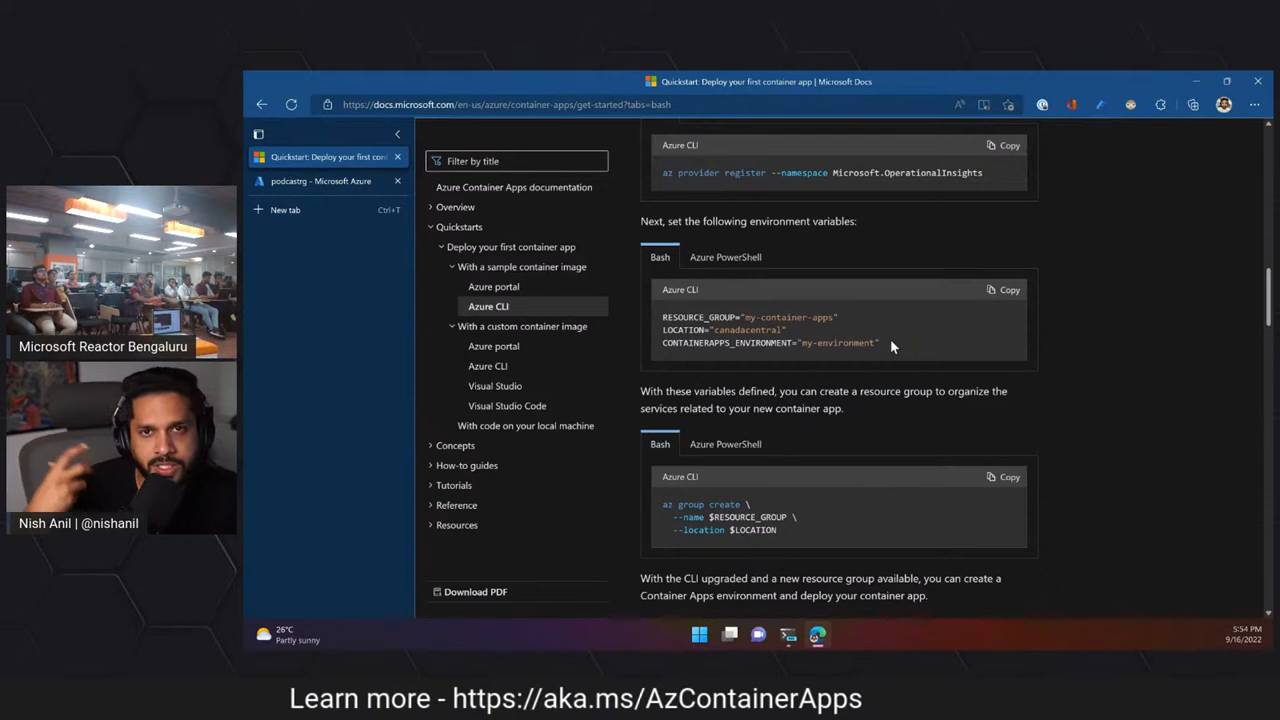 Quickstart: Deploy your first container app | Microsoft Docs
https://docs.microsoft.com/en-us/azure/container-apps/get-started?tabs=bash
Quickstart: Deploy your first con
podcastrg - Microsoft Azure
New tab
Ctrl+T
Filter by title
Azure Container Apps documentation
Overview
Quickstarts
Deploy your first container app
With a sample container image
Azure portal
Azure CLI
With a custom container image
Azure portal
Azure CLI
Visual Studio
Visual Studio Code
With code on your local machine
Concepts
How-to guides
Tutorials
Reference
Resources
Download PDF
Azure CLI
Copy
az provider register --namespace Microsoft.OperationalInsights
Next, set the following environment variables:
Bash
Azure PowerShell
Azure CLI
Copy
RESOURCE_GROUP="my-container-apps"
LOCATION="canadacentral"
CONTAINERAPPS_ENVIRONMENT="my-environment"
With these variables defined, you can create a resource group to organize the
services related to your new container app.
Bash
Azure PowerShell
Azure CLI
Copy
az group create \
--name $RESOURCE_GROUP \
--location $LOCATION
With the CLI upgraded and a new resource group available, you can create a
Container Apps environment and deploy your container app.
Microsoft Reactor Bengaluru
Nish Anil | @nishanil
26°C
Partly sunny
5:54 PM
9/16/2022
Learn more - https://aka.ms/AzContainerApps